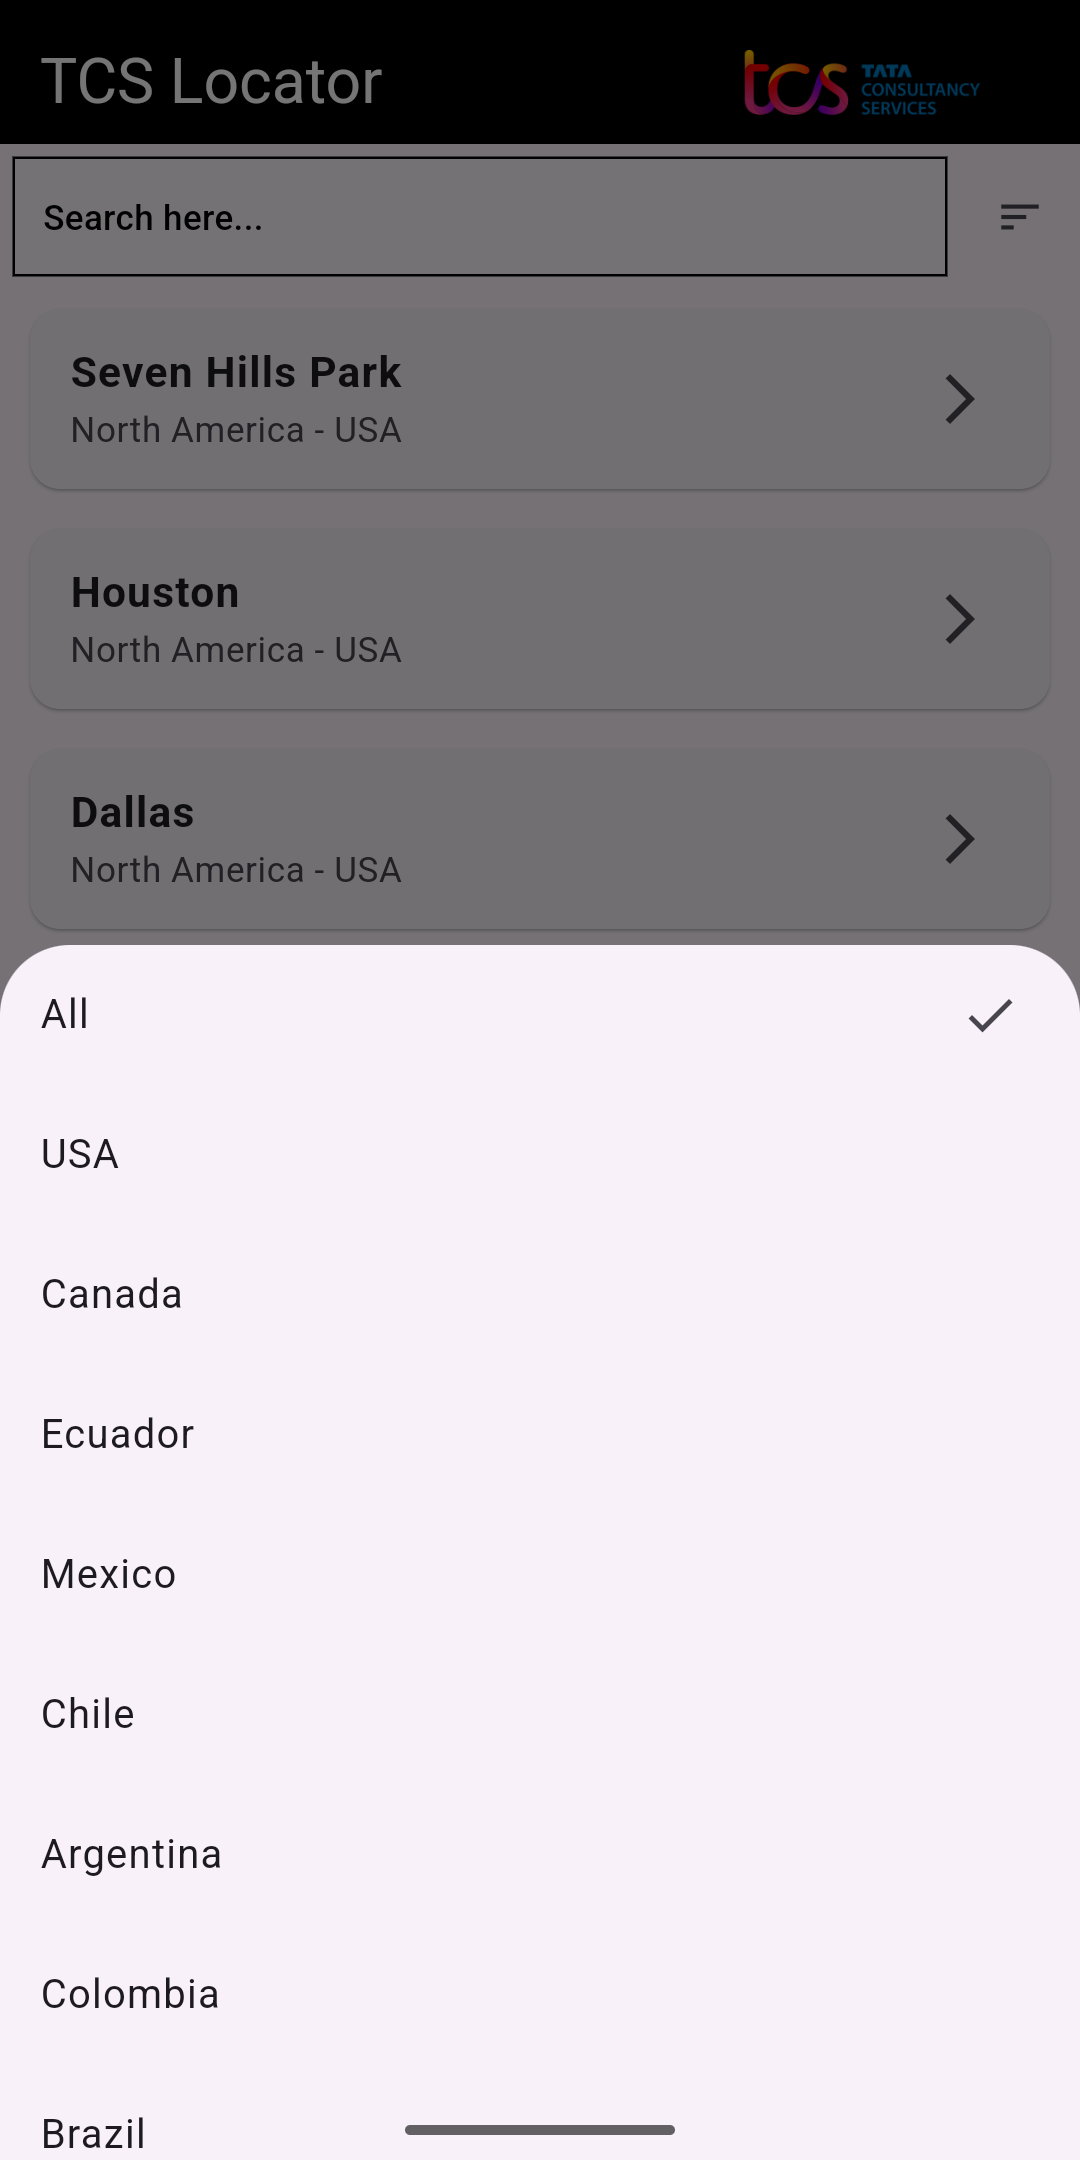 TCS Locator
tcs TATA
CONSULTANCY
SERVICES
Search here...
Seven Hills Park
North America - USA
Houston
North America - USA
Dallas
North America - USA
All
USA
Canada
Ecuador
Mexico
Chile
Argentina
Colombia
Brazil